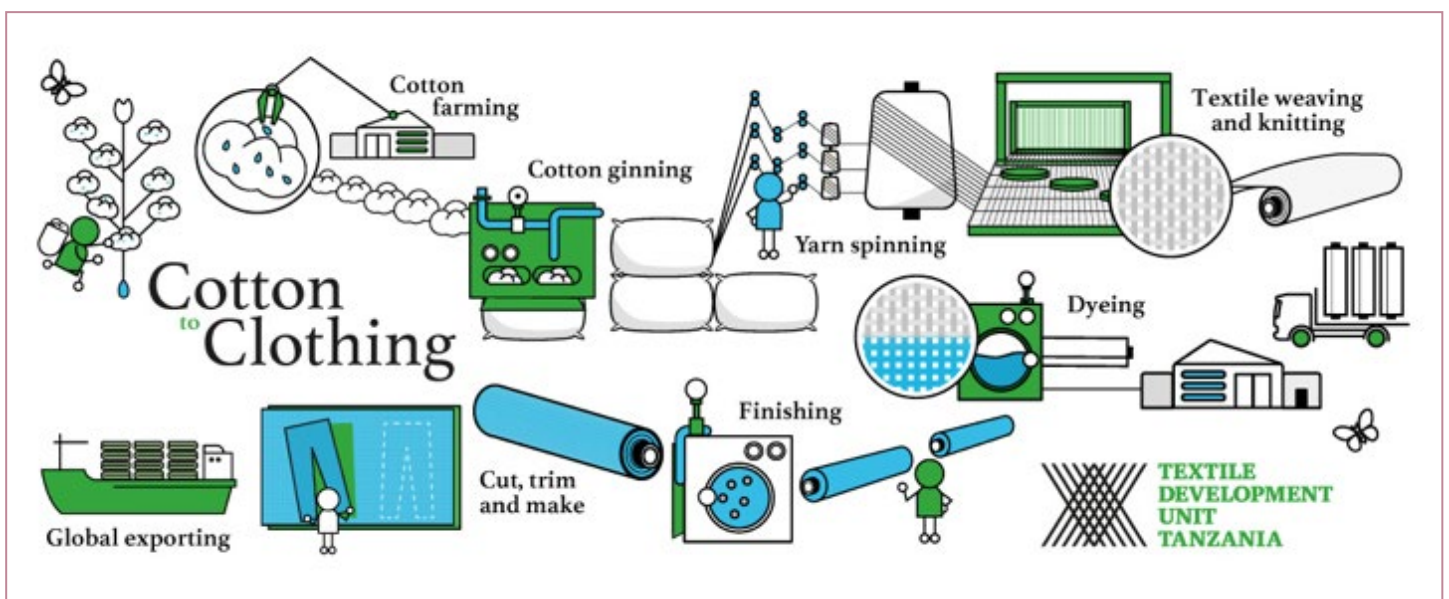 Cotton
farming
Cotton ginning
Yarn spinning
Textile weaving
and knitting
Cotton
to
Clothing
Dyeing
Finishing
Cut, trim
and make
Global exporting
TEXTILE
DEVELOPMENT
UNIT
TANZANIA